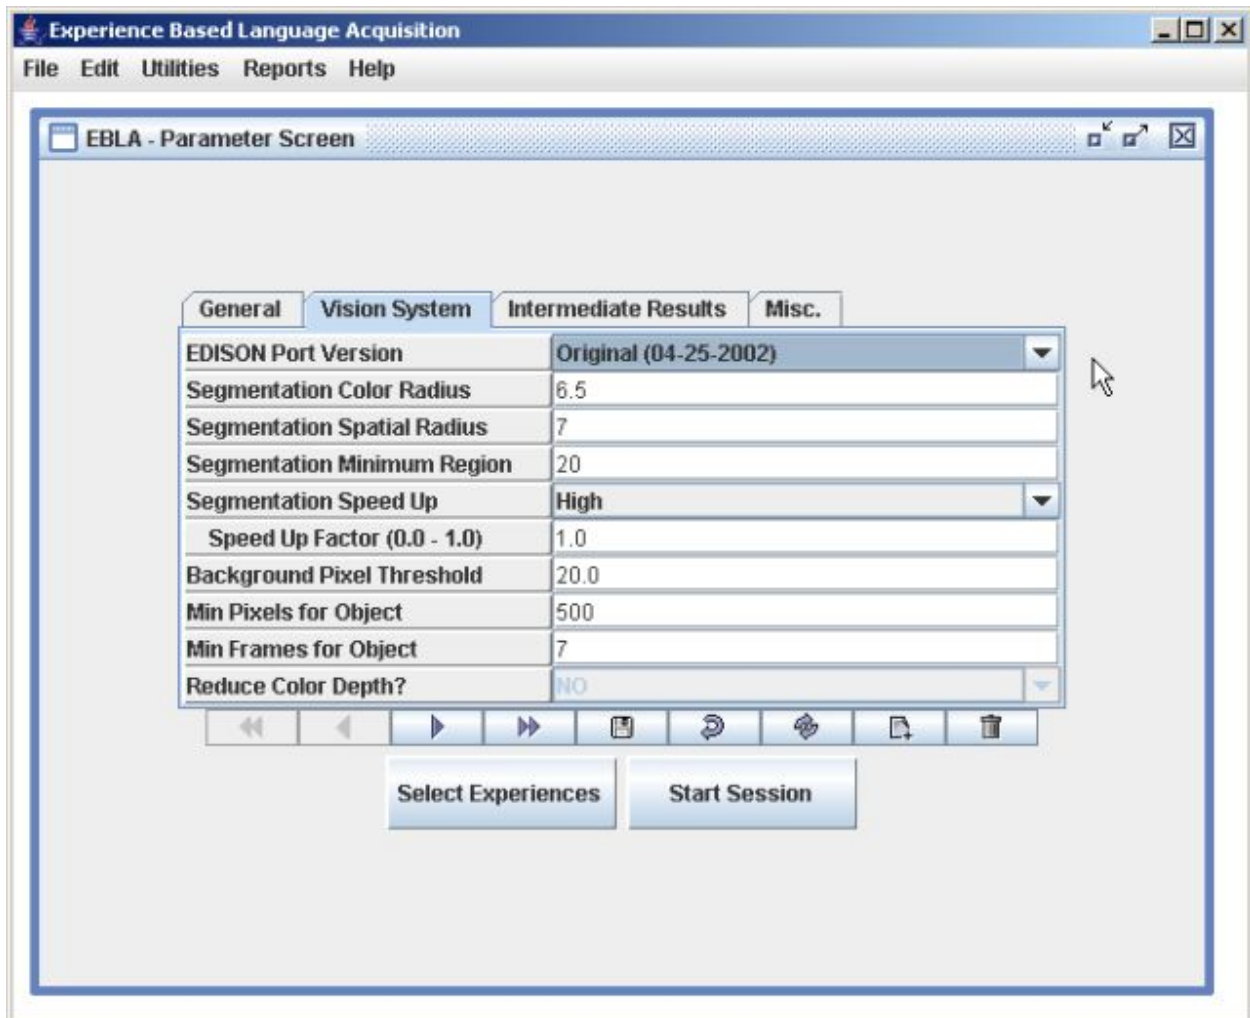 Experience Based Language Acquisition
File Edit Utilities Reports Help
EBLA - Parameter Screen
General Vision System Intermediate Results Misc.
EDISON Port Version Original (04-25-2002)
Segmentation Color Radius 6.5
Segmentation Spatial Radius 7
Segmentation Minimum Region 20
Segmentation Speed Up High
Speed Up Factor (0.0 - 1.0) 1.0
Background Pixel Threshold 20.0
Min Pixels for Object 500
Min Frames for Object 7
Reduce Color Depth? NO
Select Experiences Start Session